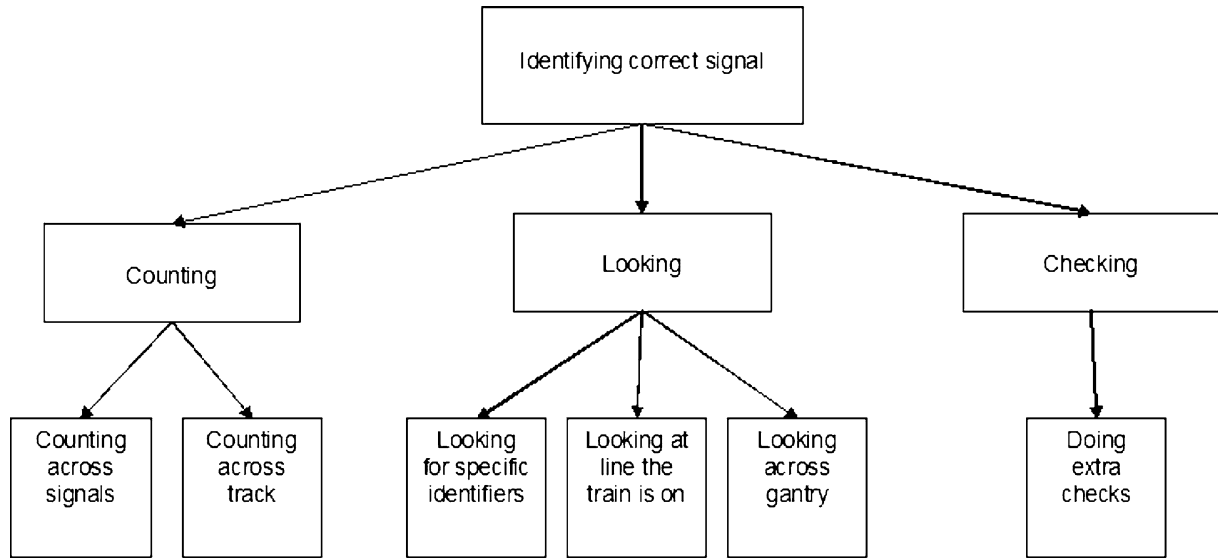 Identifying correct signal
Counting
Looking
Checking
Counting
across
signals
Counting
across
track
Looking
for specific
identifiers
Looking at
line the
train is on
Looking
across
gantry
Doing
extra
checks